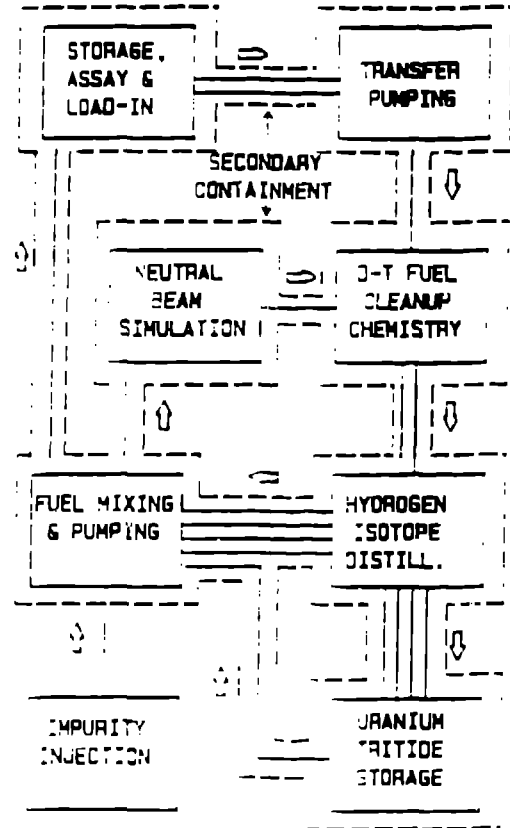 STORAGE,
ASSAY &
LOAD-IN
TRANSFER
PUMPING
SECONDARY
CONTAINMENT
NEUTRAL
BEAM
SIMULATION
D-T FUEL
CLEANUP
CHEMISTRY
FUEL MIXING
& PUMPING
HYDROGEN
ISOTOPE
DISTILL.
IMPURITY
INJECTION
URANIUM
TRITIDE
STORAGE